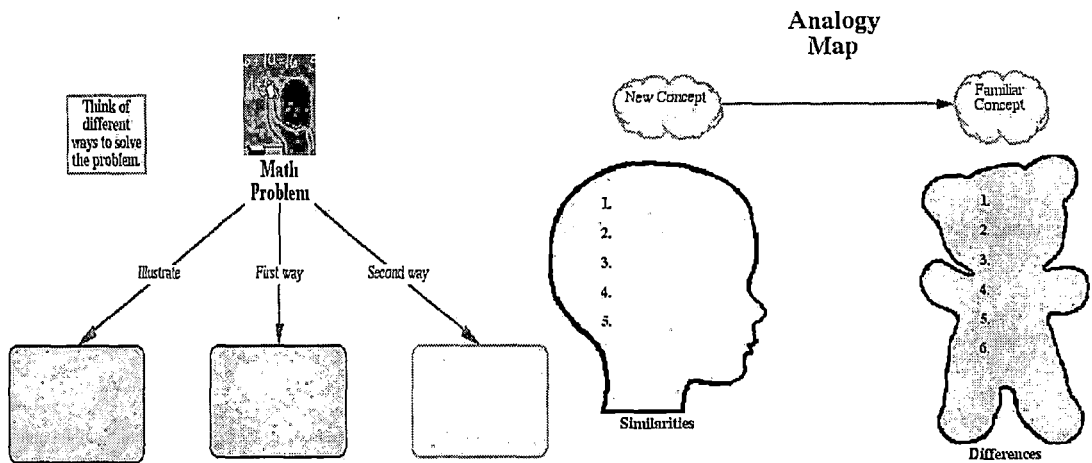 Think of
different
ways to solve
the problem.
Math
Problem
Illustrate
First way
Second way
Analogy
Map
New Concept
Familiar
Concept
1.
2.
3.
4.
5.
Similarities
1.
2.
3.
4.
5.
6.
Differences